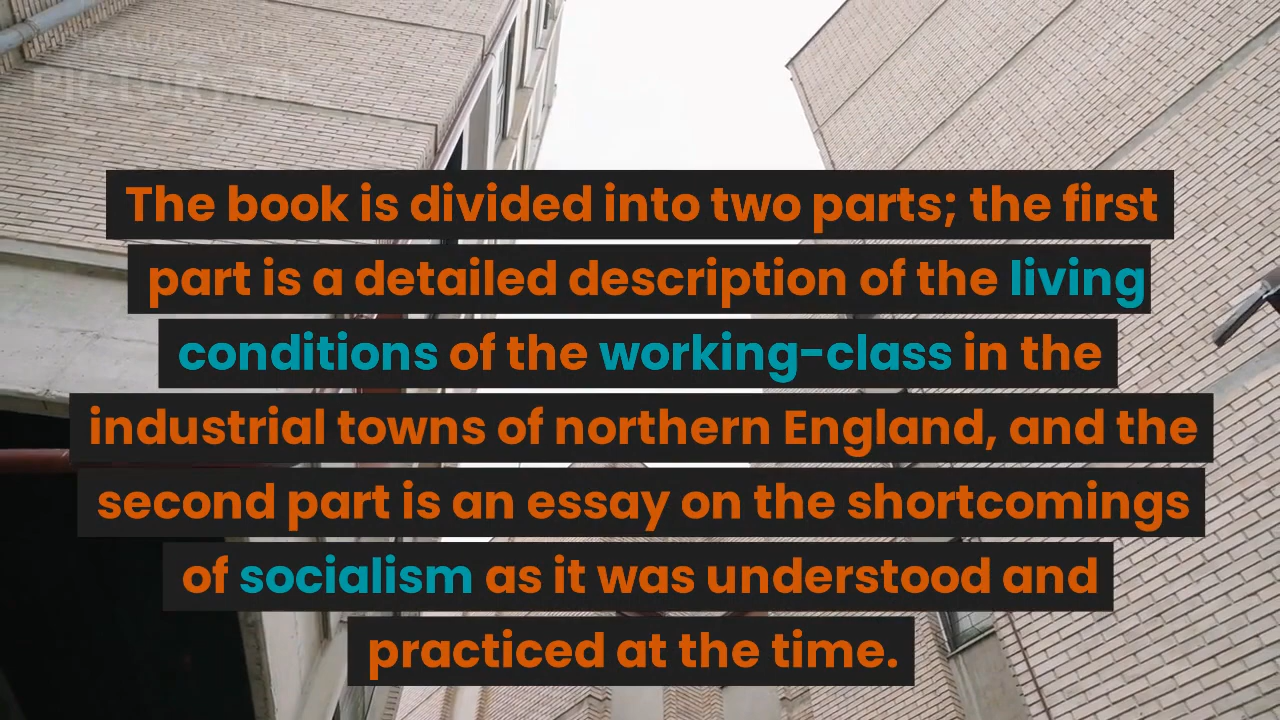 PICTORY.AI
The book is divided into two parts; the first
part is a detailed description of the living
conditions of the working-class in the
industrial towns of northern England, and the
second part is an essay on the shortcomings
of socialism as it was understood and
practiced at the time.